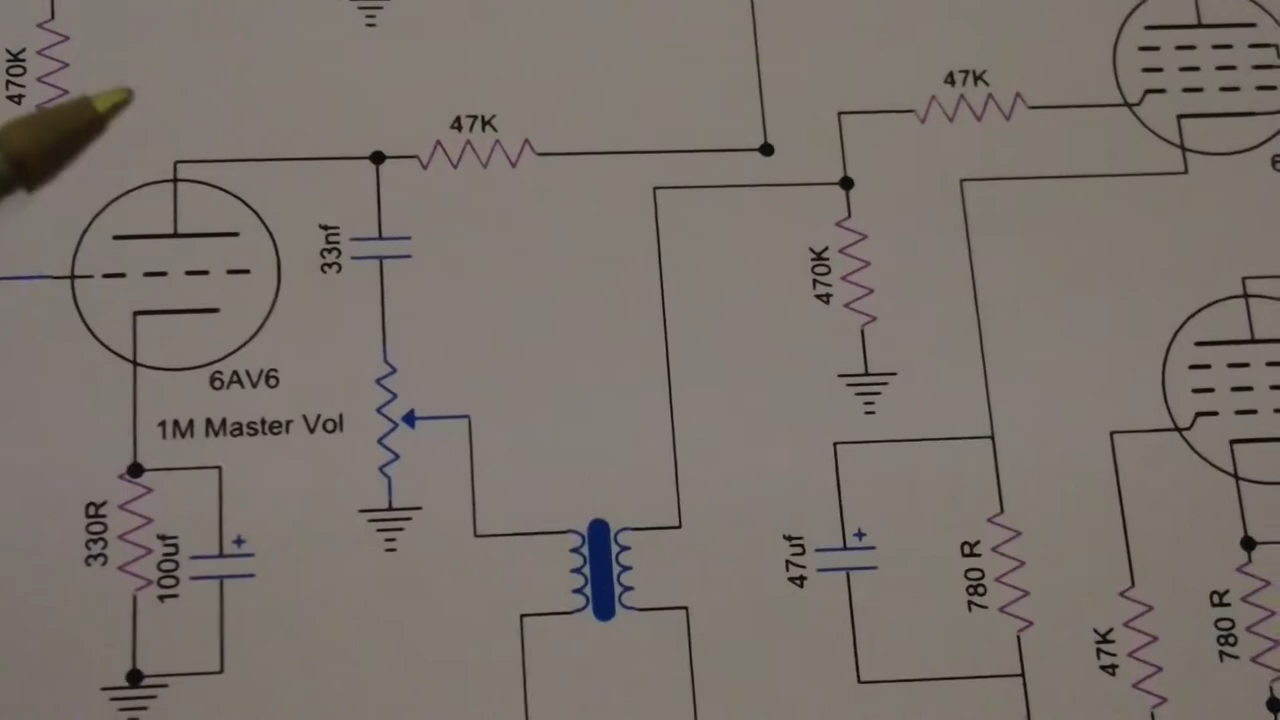 470K
47K
47K
33nf
470K
6AV6
1M Master Vol
330R
100uf
+
47uf
+
780 R
47K
780 R